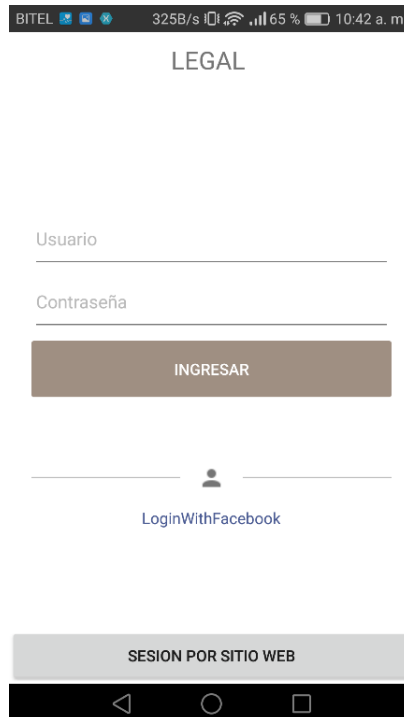 BITEL 325B/s 65 % 10:42 a. m
LEGAL
Usuario
Contraseña
INGRESAR
LoginWithFacebook
SESION POR SITIO WEB